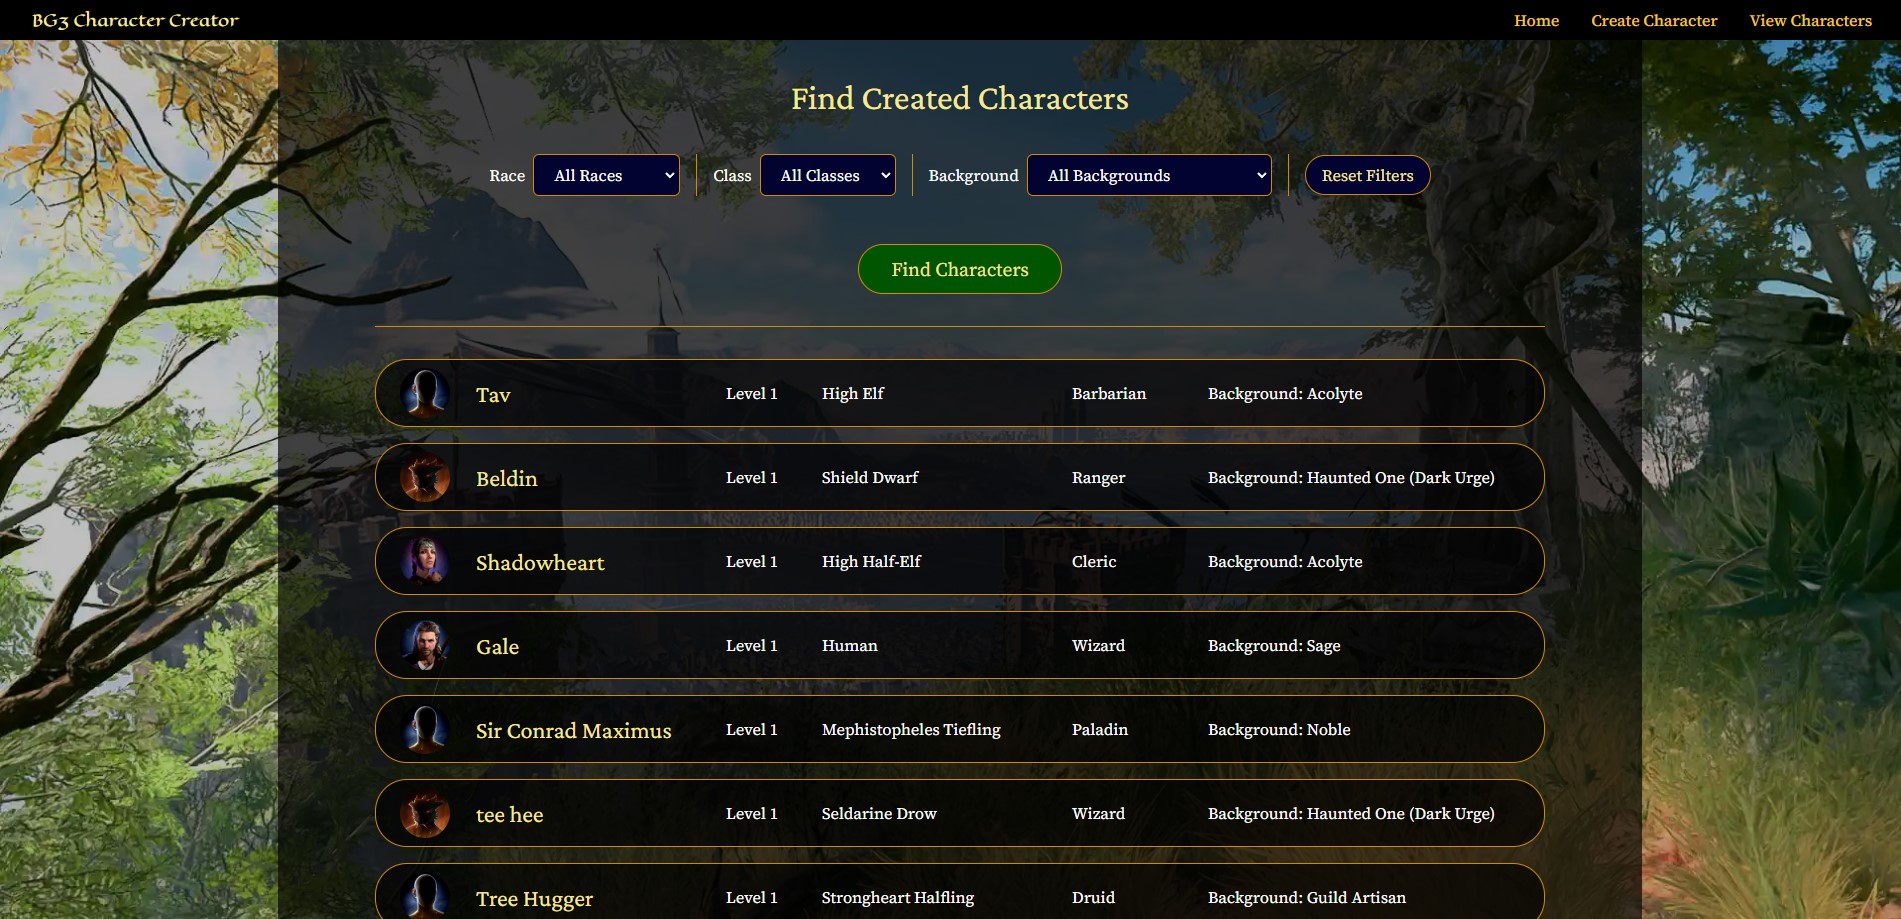 BG3 Character Creator
Home Create Character View Characters
Find Created Characters
Race All Races Class All Classes Background All Backgrounds Reset Filters
Find Characters
Tav Level 1 High Elf Barbarian Background: Acolyte
Beldin Level 1 Shield Dwarf Ranger Background: Haunted One (Dark Urge)
Shadowheart Level 1 High Half-Elf Cleric Background: Acolyte
Gale Level 1 Human Wizard Background: Sage
Sir Conrad Maximus Level 1 Mephistopheles Tiefling Paladin Background: Noble
tee hee Level 1 Seldarine Drow Wizard Background: Haunted One (Dark Urge)
Tree Hugger Level 1 Strongheart Halfling Druid Background: Guild Artisan